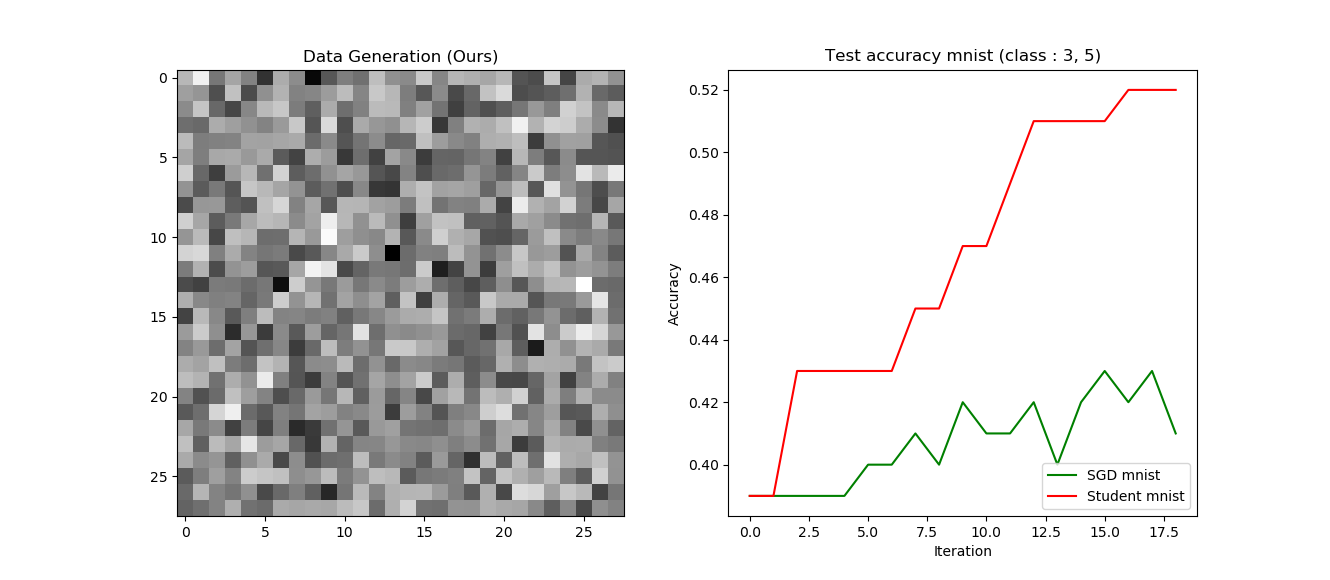 Data Generation (Ours)
0
5
10
15
20
25
0 5 10 15 20 25
Test accuracy mnist (class : 3, 5)
0.52
0.50
0.48
0.46
0.44
0.42
0.40
Accuracy
SGD mnist
Student mnist
0.0 2.5 5.0 7.5 10.0 12.5 15.0 17.5
Iteration